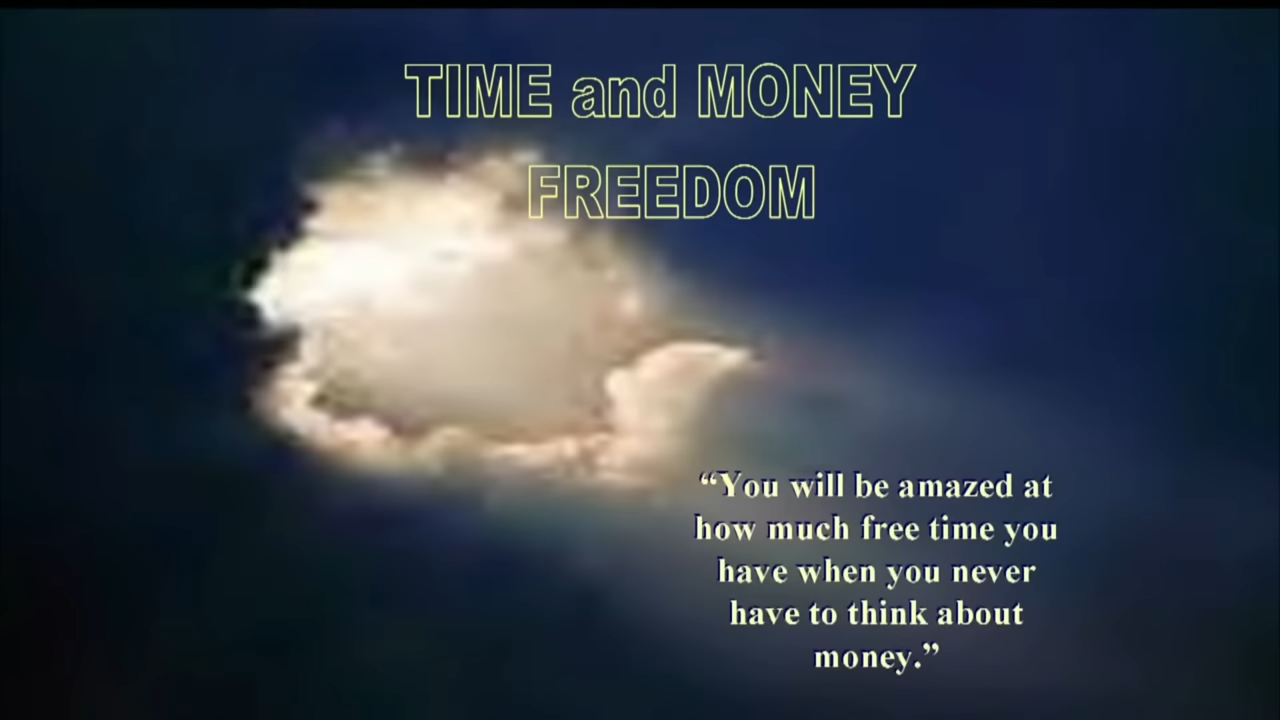 TIME and MONEY
FREEDOM
“You will be amazed at
how much free time you
have when you never
have to think about
money.”